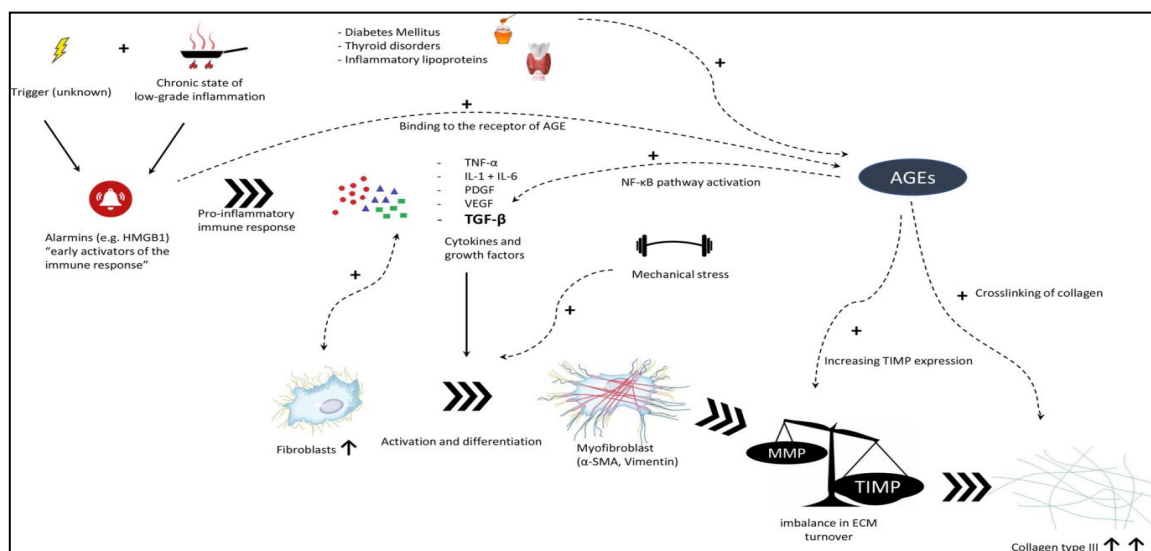 - Diabetes Mellitus
- Thyroid disorders
- Inflammatory lipoproteins
+
+
Trigger (unknown)
Chronic state of
low-grade inflammation
+
Binding to the receptor of AGE
- TNF-α
- IL-1 + IL-6
- PDGF
- VEGF
- TGF-β
+
NF-κB pathway activation
AGEs
Pro-inflammatory
immune response
Alarmins (e.g. HMGB1)
"early activators of the
immune response"
Cytokines and
growth factors
Mechanical stress
+
+
+
Crosslinking of collagen
+
Increasing TIMP expression
Fibroblasts ↑
Activation and differentiation
Myofibroblast
(α-SMA, Vimentin)
MMP
TIMP
imbalance in ECM
turnover
Collagen type III ↑ ↑